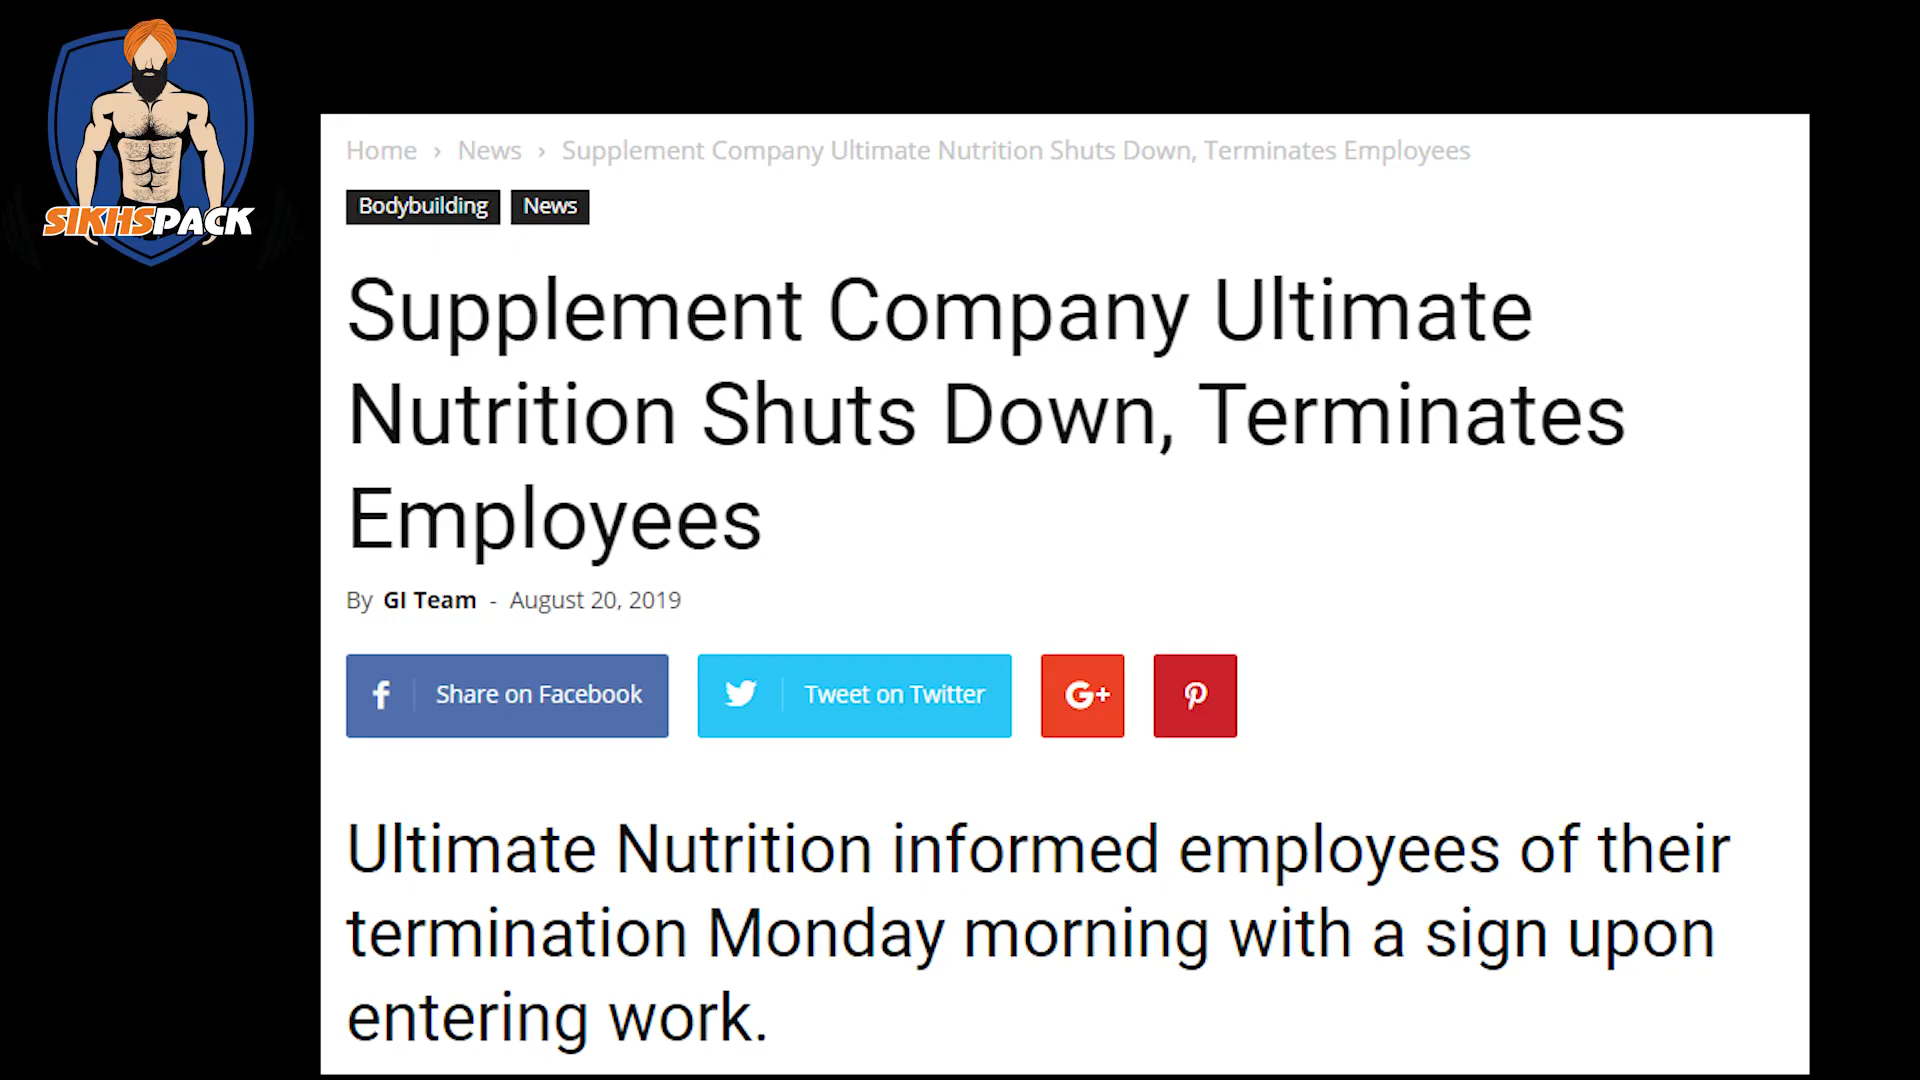 SIKHSPACK
Home › News › Supplement Company Ultimate Nutrition Shuts Down, Terminates Employees
Bodybuilding News
Supplement Company Ultimate
Nutrition Shuts Down, Terminates
Employees
By GI Team - August 20, 2019
f Share on Facebook Tweet on Twitter G+
Ultimate Nutrition informed employees of their
termination Monday morning with a sign upon
entering work.